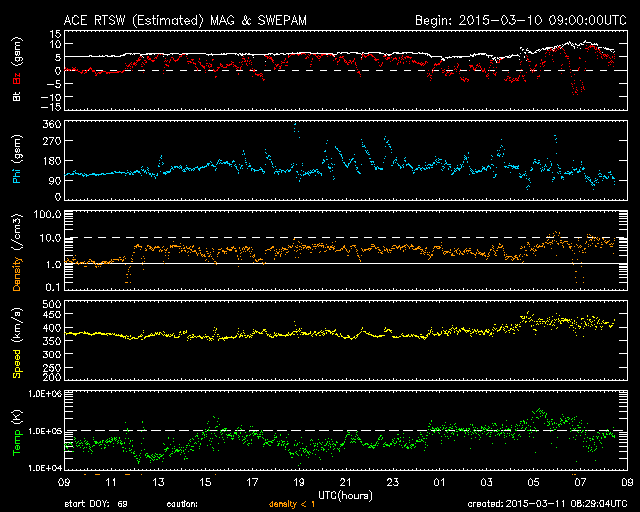 ACE RTSW (Estimated) MAG & SWEPAM Begin: 2015-03-10 09:00:00UTC
Bt Bz (gsm)
15
10
5
0
-5
-10
-15
Phi (gsm)
360
270
180
90
0
Density (/cm3)
100.0
10.0
1.0
0.1
Speed (km/s)
500
450
400
350
300
250
200
Temp (K)
1.0E+06
1.0E+05
1.0E+04
09 11 13 15 17 19 21 23 01 03 05 07 09
UTC(hours)
start DOY: 69 caution: density < 1 created: 2015-03-11 08:29:04UTC